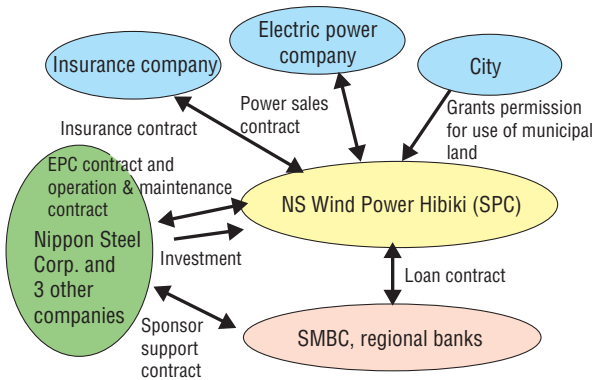 Electric power
company
Insurance company
City
Power sales
contract
Grants permission
for use of municipal
land
Insurance contract
EPC contract and
operation & maintenance
contract
NS Wind Power Hibiki (SPC)
Nippon Steel
Corp. and
3 other
companies
Investment
Loan contract
Sponsor
support
contract
SMBC, regional banks